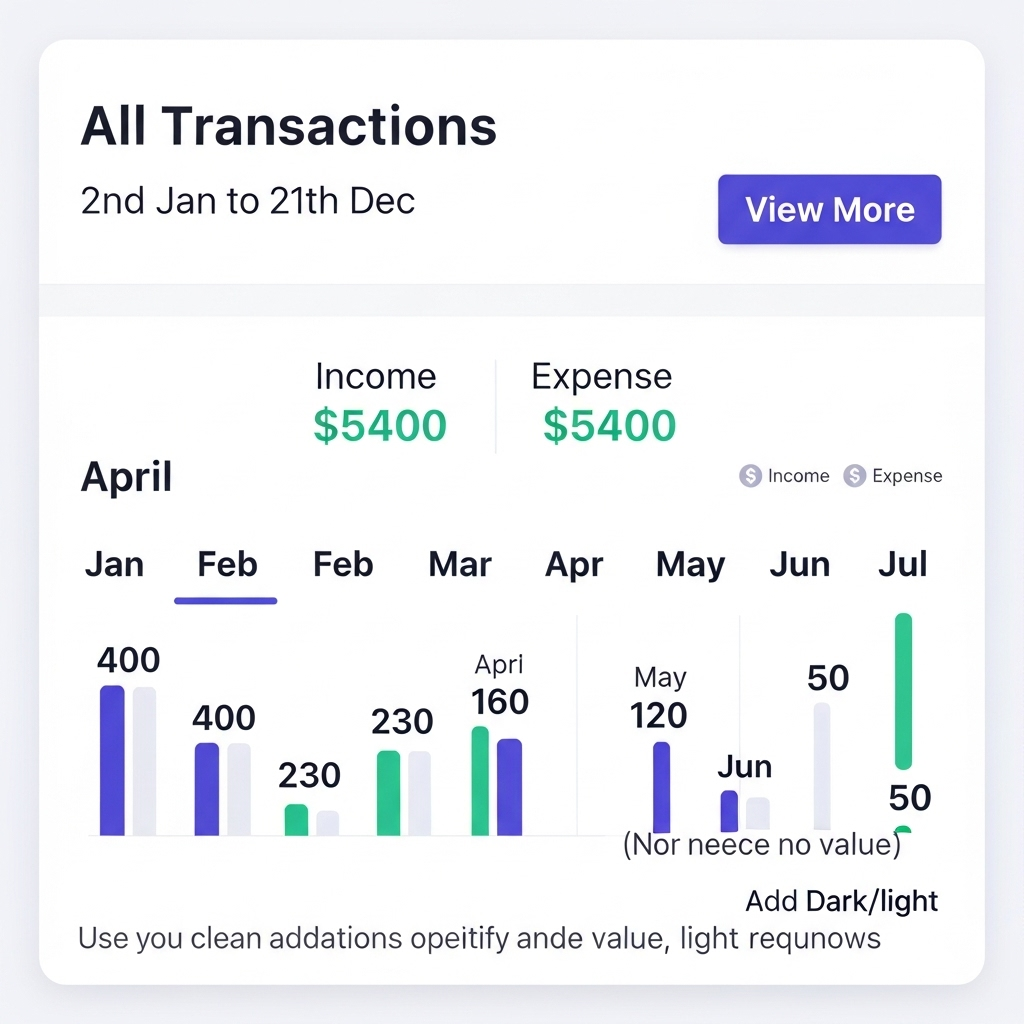 All Transactions
2nd Jan to 21th Dec
View More
Income Expense
$5400 $5400
April
$ Income $ Expense
Jan Feb Feb Mar Apr May Jun Jul
400
400
230
230
Apri
160
May
120
Jun
50
50
(Nor neece no value)
Add Dark/light
Use you clean addations opeitify ande value, light requnows